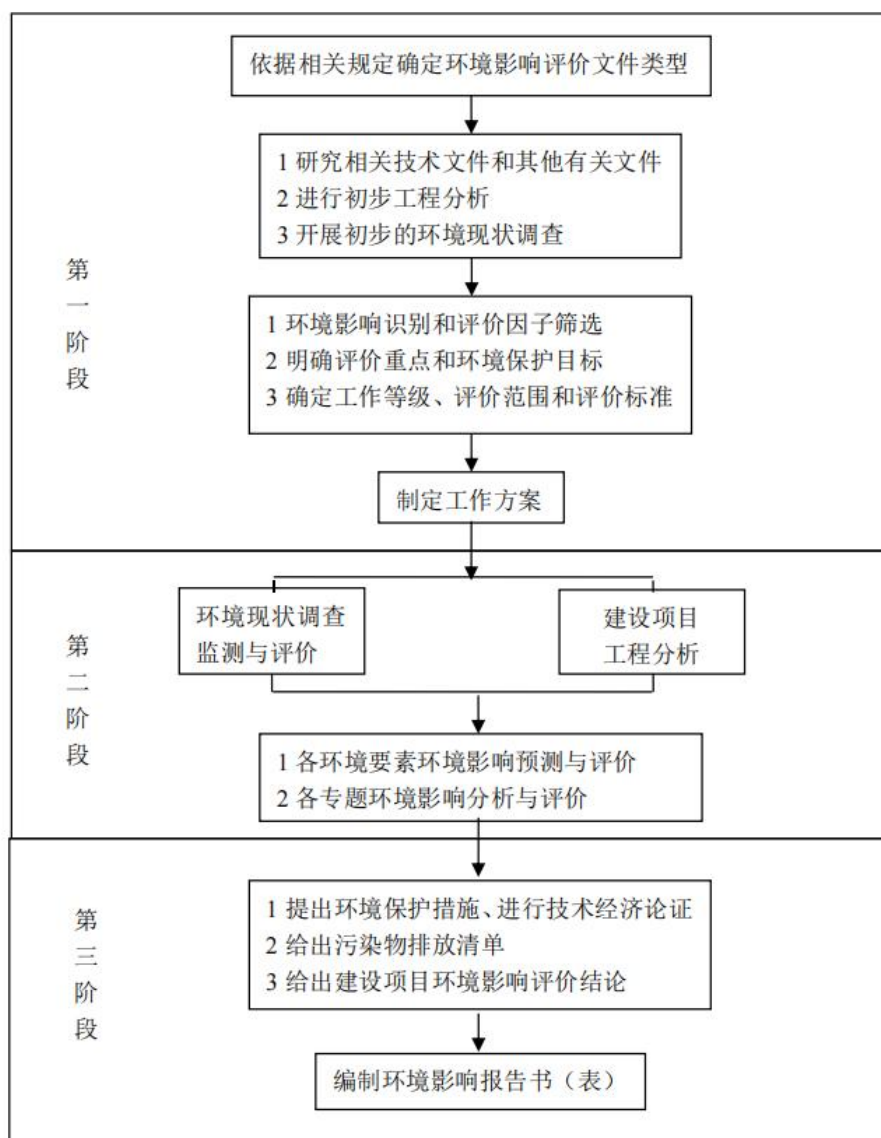 依据相关规定确定环境影响评价文件类型
1 研究相关技术文件和其他有关文件
2 进行初步工程分析
3 开展初步的环境现状调查
第一阶段
1 环境影响识别和评价因子筛选
2 明确评价重点和环境保护目标
3 确定工作等级、评价范围和评价标准
制定工作方案
第二阶段
环境现状调查
监测与评价
建设项目
工程分析
1 各环境要素环境影响预测与评价
2 各专题环境影响分析与评价
第三阶段
1 提出环境保护措施、进行技术经济论证
2 给出污染物排放清单
3 给出建设项目环境影响评价结论
编制环境影响报告书（表）